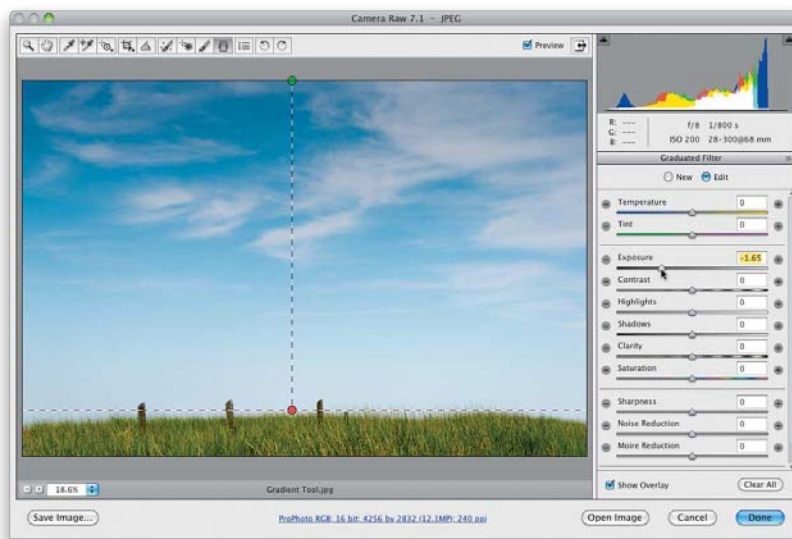 Camera Raw 7.1 – JPEG
Preview
R: ---
G: ---
B: ---
f/8 1/800 s
ISO 200 28-300@68 mm
Graduated Filter
New Edit
Temperature 0
Tint 0
Exposure -1.65
Contrast 0
Highlights 0
Shadows 0
Clarity 0
Saturation 0
Sharpness 0
Noise Reduction 0
Moire Reduction 0
18.6% Gradient Tool.jpg
Show Overlay Clear All
Save Image... ProPhoto RGB; 16 bit; 4256 by 2832 (12.1MP); 240 ppi Open Image Cancel Done